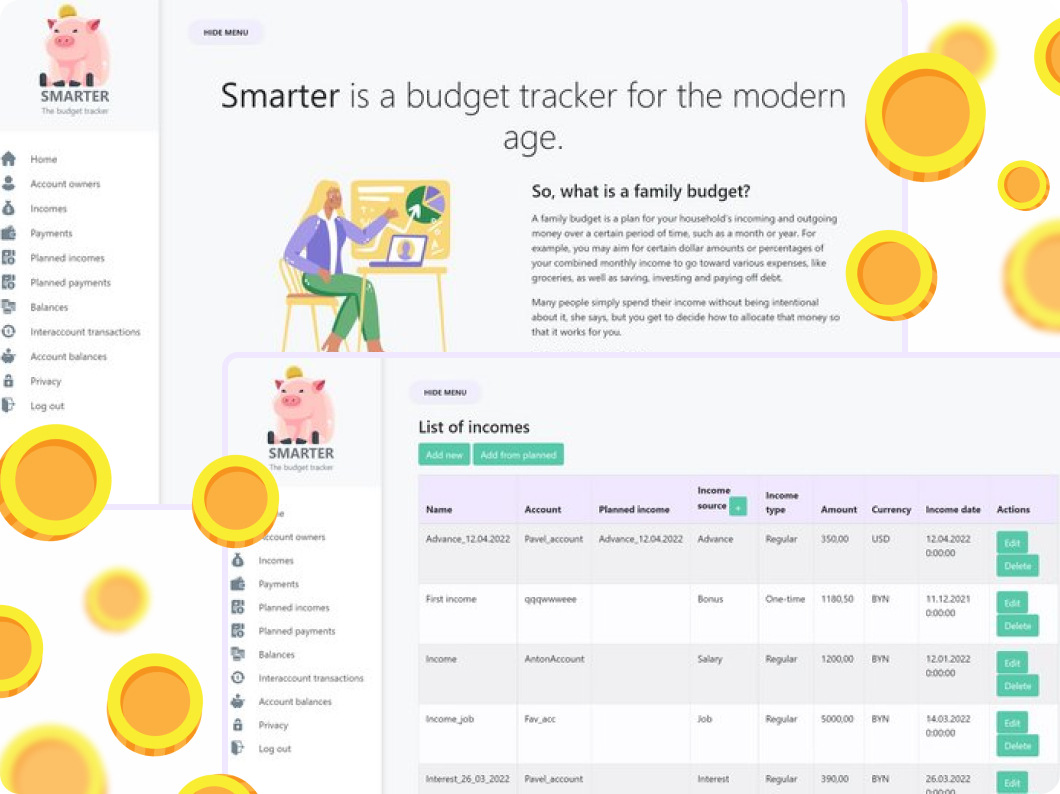 SMARTER
The budget tracker
Home
Account owners
Incomes
Payments
Planned incomes
Planned payments
Balances
Interaccount transactions
Account balances
Privacy
Log out
HIDE MENU
Smarter is a budget tracker for the modern
age.
So, what is a family budget?
A family budget is a plan for your household's incoming and outgoing
money over a certain period of time, such as a month or year. For
example, you may aim for certain dollar amounts or percentages of
your combined monthly income to go toward various expenses, like
groceries, as well as saving, investing and paying off debt.
Many people simply spend their income without being intentional
about it, she says, but you get to decide how to allocate that money so
that it works for you.
SMARTER
The budget tracker
Account owners
Incomes
Payments
Planned incomes
Planned payments
Balances
Interaccount transactions
Account balances
Privacy
Log out
HIDE MENU
List of incomes
Add new Add from planned
Name Account Planned income Income source + Income type Amount Currency Income date Actions
Advance_12.04.2022 Pavel_account Advance_12.04.2022 Advance Regular 350,00 USD 12.04.2022 0:00:00 Edit Delete
First income qqqwwweee Bonus One-time 1180,50 BYN 11.12.2021 0:00:00 Edit Delete
Income AntonAccount Salary Regular 1200,00 BYN 12.01.2022 0:00:00 Edit Delete
Income_job Fav_acc Job Regular 5000,00 BYN 14.03.2022 0:00:00 Edit Delete
Interest_26_03_2022 Pavel_account Interest Regular 390,00 BYN 26.03.2022 Edit